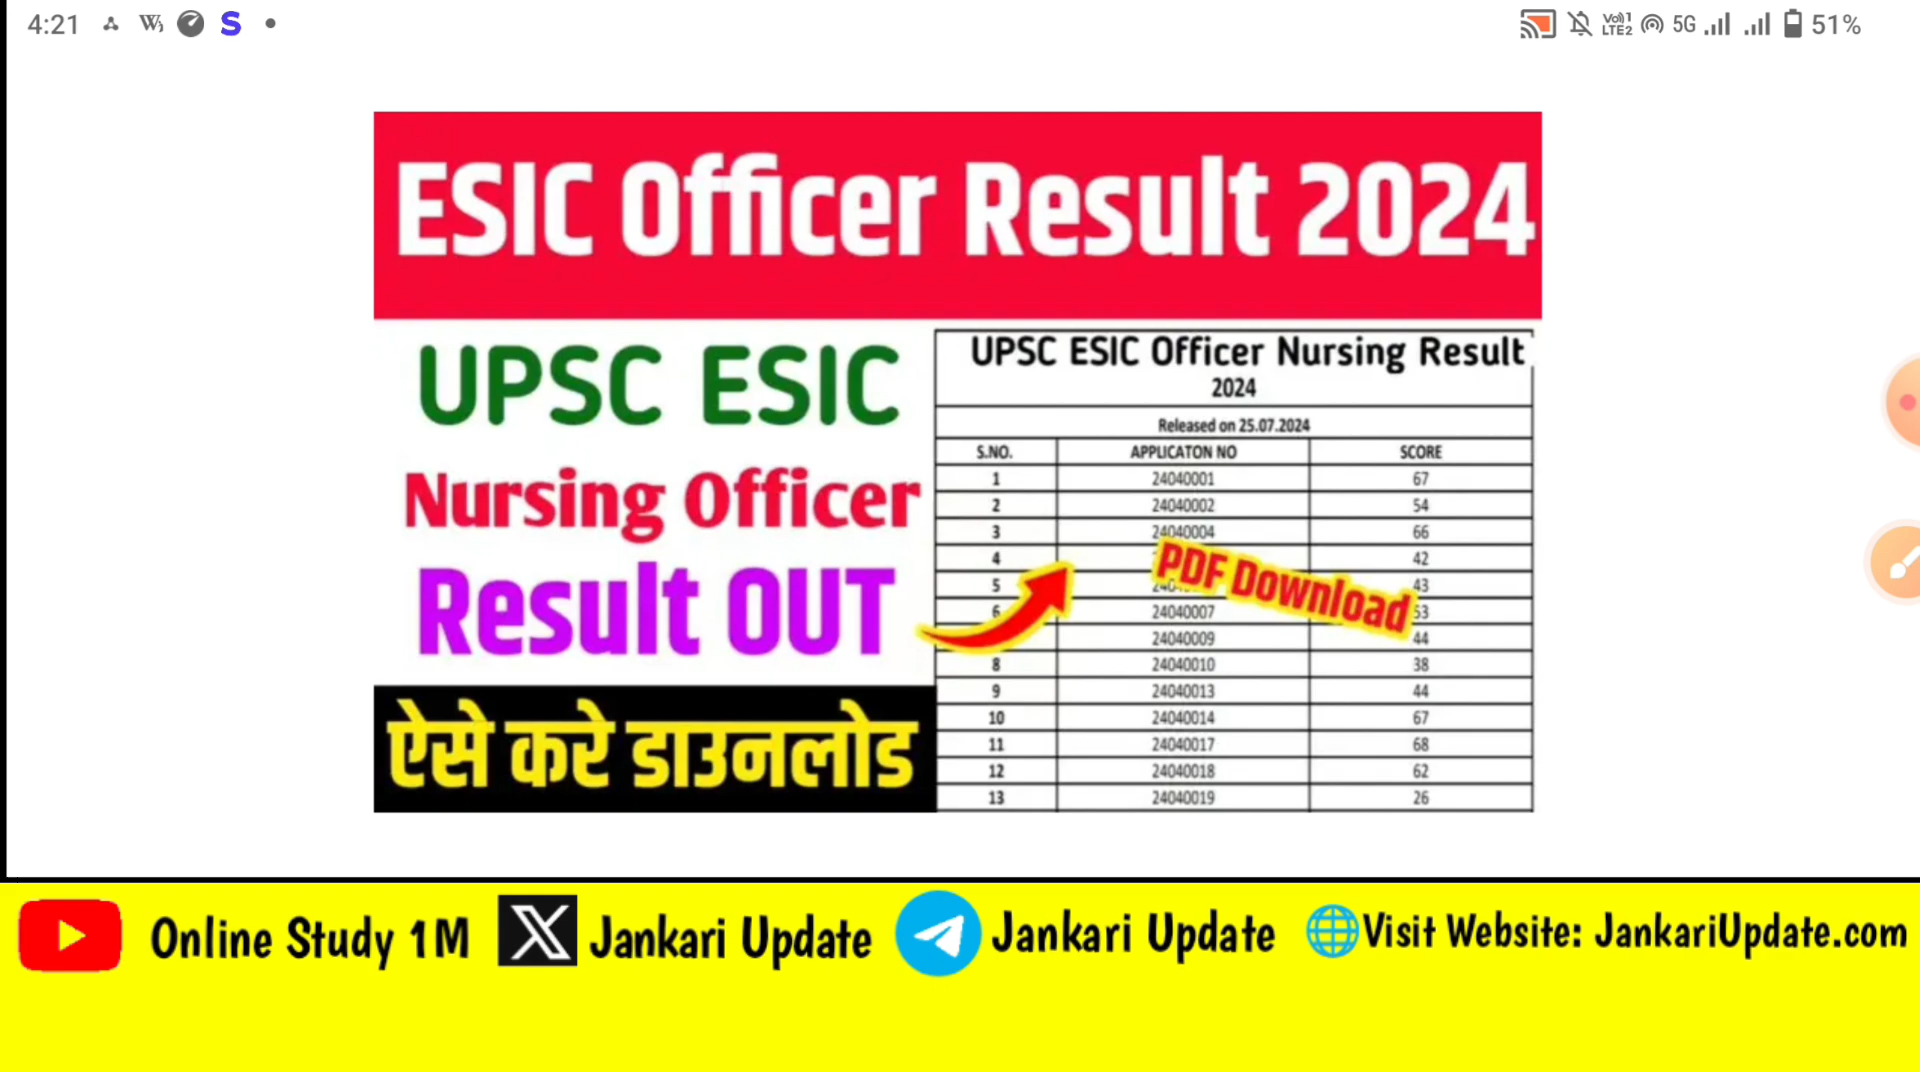 4:21
5G
51%
ESIC Officer Result 2024
UPSC ESIC
Nursing Officer
Result OUT
ऐसे करे डाउनलोड
UPSC ESIC Officer Nursing Result
2024
Released on 25.07.2024
S.NO. APPLICATON NO SCORE
1 24040001 67
2 24040002 54
3 24040004 66
4 42
5 43
6 24040007 53
24040009 44
8 24040010 38
9 24040013 44
10 24040014 67
11 24040017 68
12 24040018 62
13 24040019 26
PDF Download
Online Study 1M
Jankari Update
Jankari Update
Visit Website: JankariUpdate.com